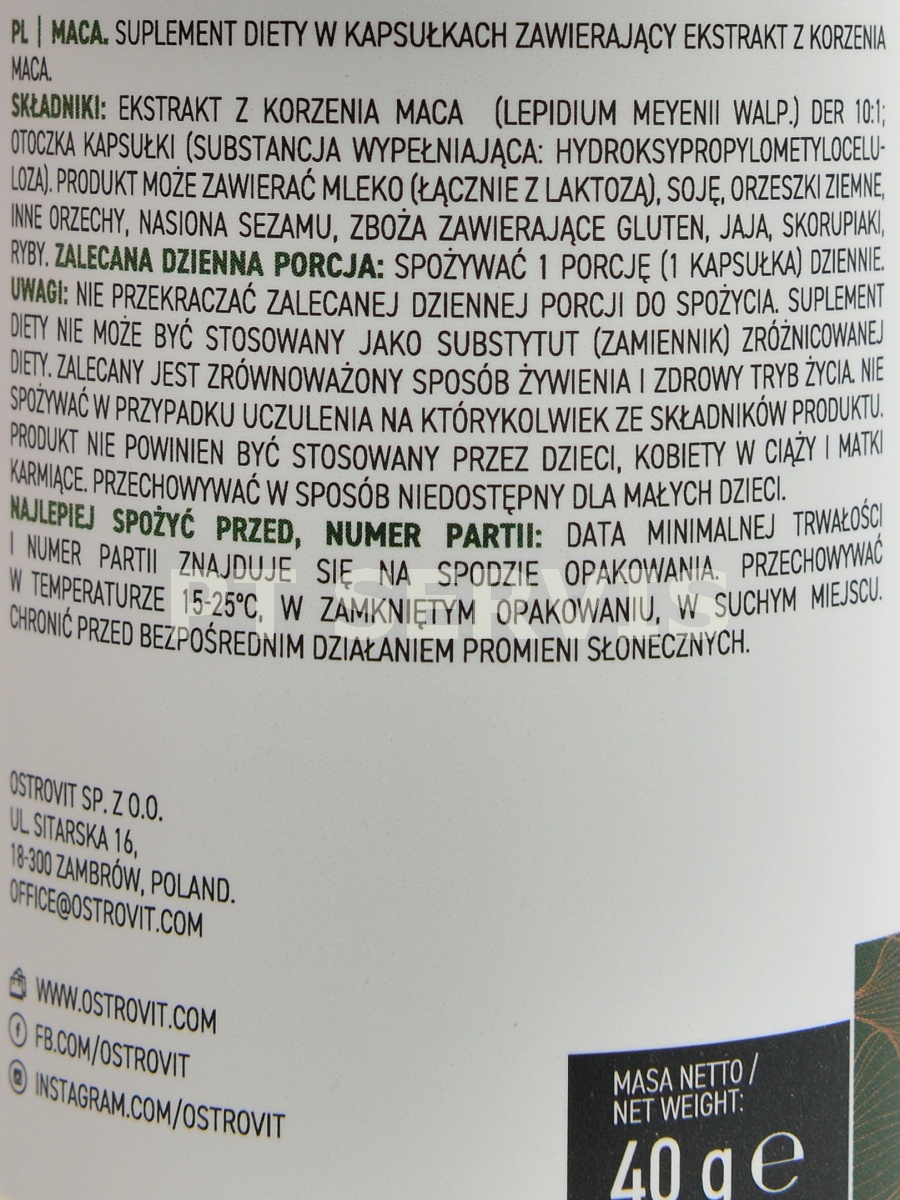 PL | MACA. SUPLEMENT DIETY W KAPSUŁKACH ZAWIERAJĄCY EKSTRAKT Z KORZENIA
MACA.
SKŁADNIKI: EKSTRAKT Z KORZENIA MACA (LEPIDIUM MEYENII WALP.) DER 10:1;
OTOCZKA KAPSUŁKI (SUBSTANCJA WYPEŁNIAJĄCA: HYDROKSYPROPYLOMETYLOCELU-
LOZA). PRODUKT MOŻE ZAWIERAĆ MLEKO (ŁĄCZNIE Z LAKTOZĄ), SOJĘ, ORZESZKI ZIEMNE,
INNE ORZECHY, NASIONA SEZAMU, ZBOŻA ZAWIERAJĄCE GLUTEN, JAJA, SKORUPIAKI,
RYBY. ZALECANA DZIENNA PORCJA: SPOŻYWAĆ 1 PORCJĘ (1 KAPSUŁKA) DZIENNIE.
UWAGI: NIE PRZEKRACZAĆ ZALECANEJ DZIENNEJ PORCJI DO SPOŻYCIA. SUPLEMENT
DIETY NIE MOŻE BYĆ STOSOWANY JAKO SUBSTYTUT (ZAMIENNIK) ZRÓŻNICOWANEJ
DIETY. ZALECANY JEST ZRÓWNOWAŻONY SPOSÓB ŻYWIENIA I ZDROWY TRYB ŻYCIA. NIE
SPOŻYWAĆ W PRZYPADKU UCZULENIA NA KTÓRYKOLWIEK ZE SKŁADNIKÓW PRODUKTU.
PRODUKT NIE POWINIEN BYĆ STOSOWANY PRZEZ DZIECI, KOBIETY W CIĄŻY I MATKI
KARMIĄCE. PRZECHOWYWAĆ W SPOSÓB NIEDOSTĘPNY DLA MAŁYCH DZIECI.
NAJLEPIEJ SPOŻYĆ PRZED, NUMER PARTII: DATA MINIMALNEJ TRWAŁOŚCI
I NUMER PARTII ZNAJDUJE SIĘ NA SPODZIE OPAKOWANIA. PRZECHOWYWAĆ
W TEMPERATURZE 15-25°C, W ZAMKNIĘTYM OPAKOWANIU, W SUCHYM MIEJSCU.
CHRONIĆ PRZED BEZPOŚREDNIM DZIAŁANIEM PROMIENI SŁONECZNYCH.
PT SERVIS
OSTROVIT SP. Z O.O.
UL SITARSKA 16,
18-300 ZAMBRÓW, POLAND.
OFFICE@OSTROVIT.COM
WWW.OSTROVIT.COM
FB.COM/OSTROVIT
INSTAGRAM.COM/OSTROVIT
MASA NETTO /
NET WEIGHT:
40 g ℮